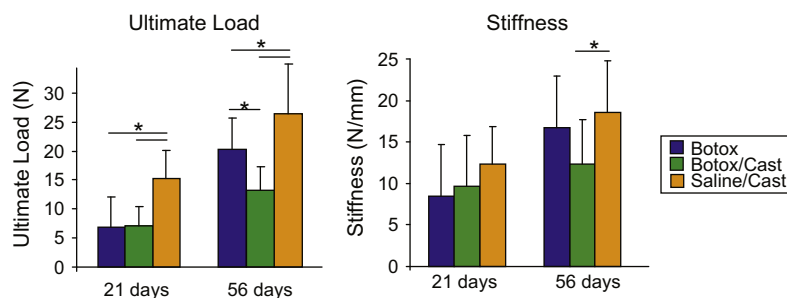 Ultimate Load
Ultimate Load (N)
30
25
20
15
10
5
0
*
*
*
21 days
56 days
Stiffness
Stiffness (N/mm)
25
20
15
10
5
0
*
21 days
56 days
Botox
Botox/Cast
Saline/Cast